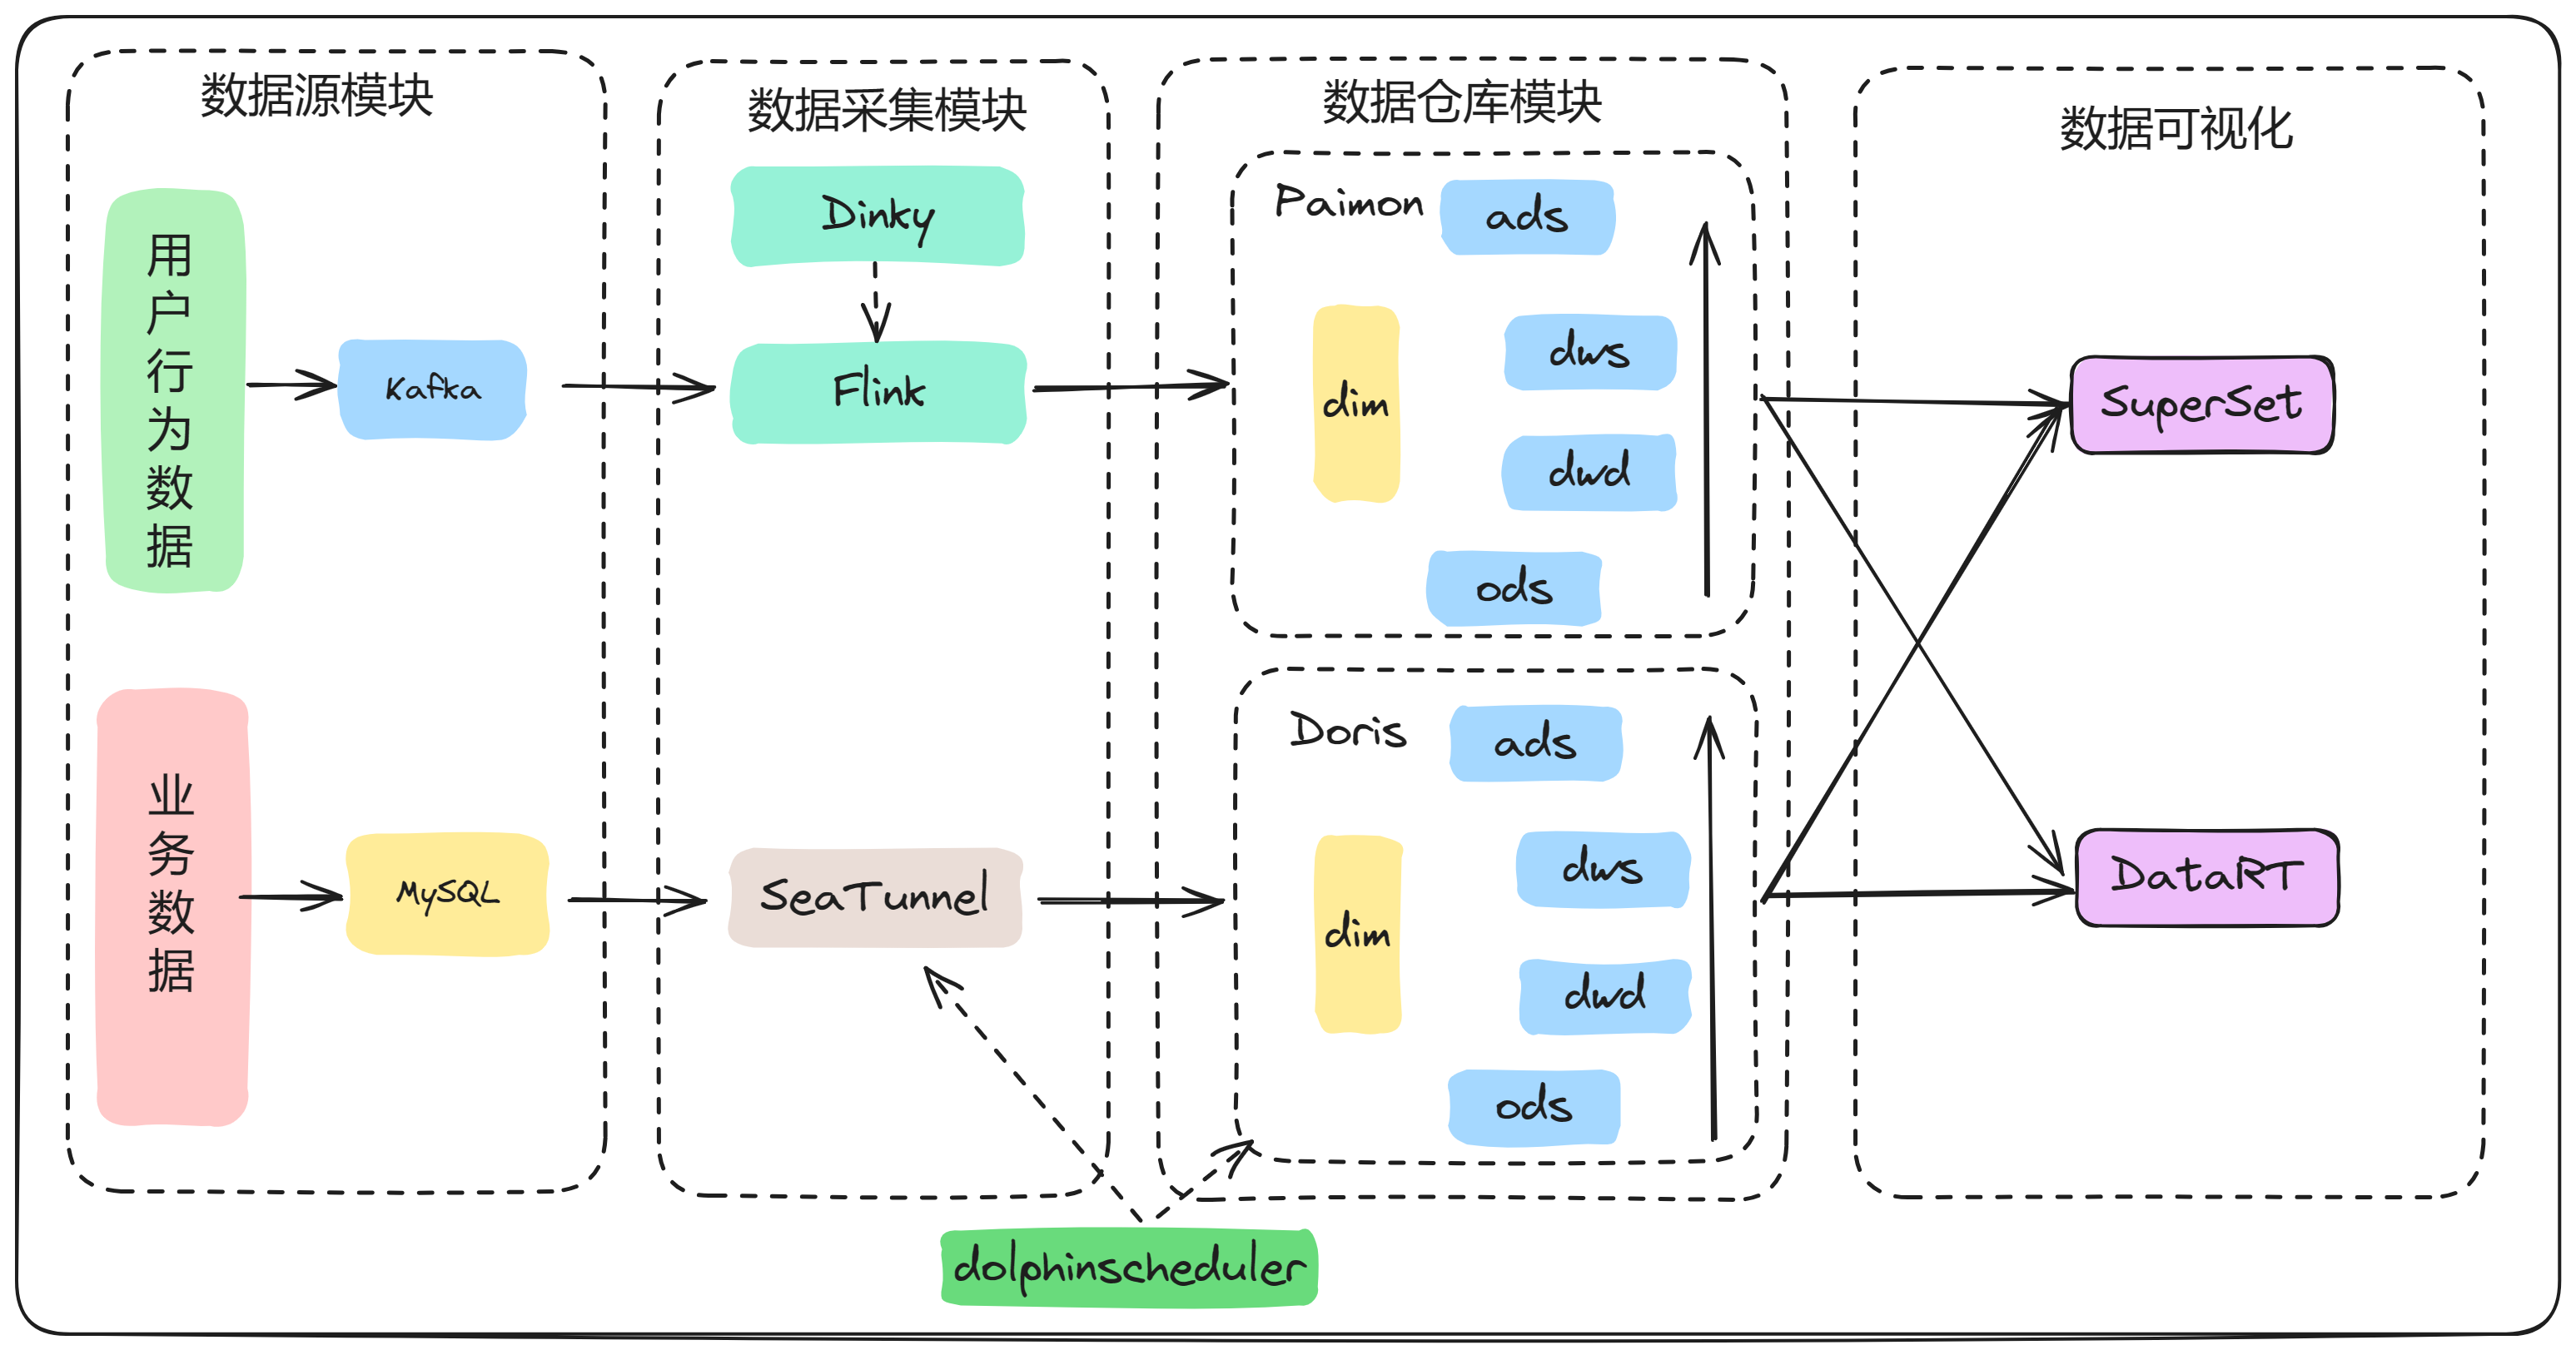 数据源模块
用户行为数据
Kafka
业务数据
MySQL
数据采集模块
Dinky
Flink
SeaTunnel
数据仓库模块
Paimon
ads
dim
dws
dwd
ods
Doris
ads
dim
dws
dwd
ods
数据可视化
SuperSet
DataRT
dolphinscheduler